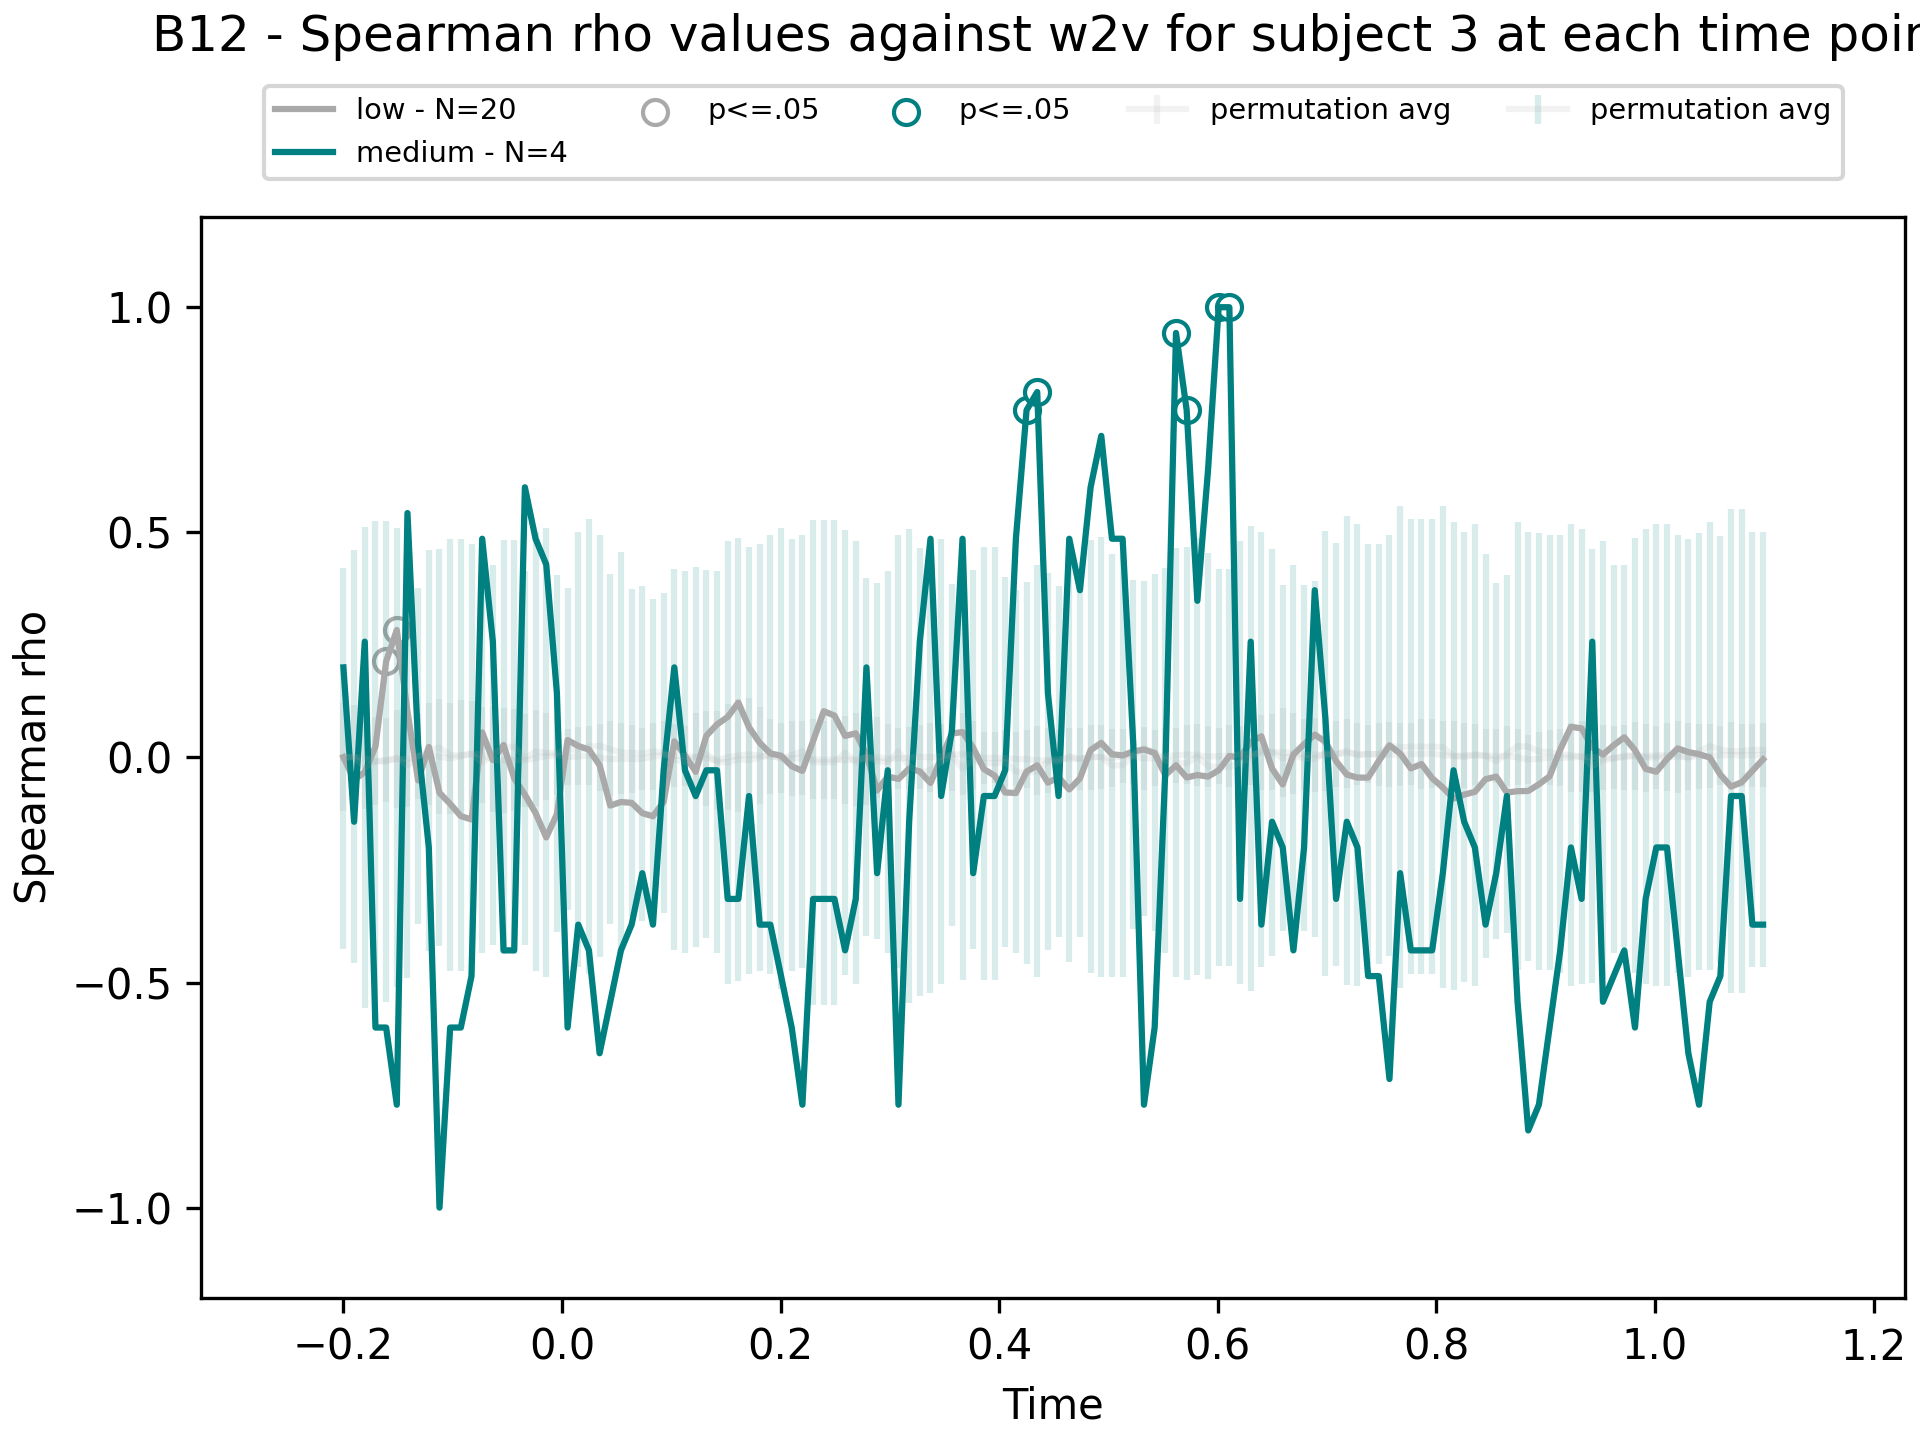 B12 - Spearman rho values against w2v for subject 3 at each time poin
low - N=20 p<=.05 p<=.05 permutation avg permutation avg
medium - N=4
1.0
0.5
0.0
−0.5
−1.0
Spearman rho
−0.2 0.0 0.2 0.4 0.6 0.8 1.0 1.2
Time